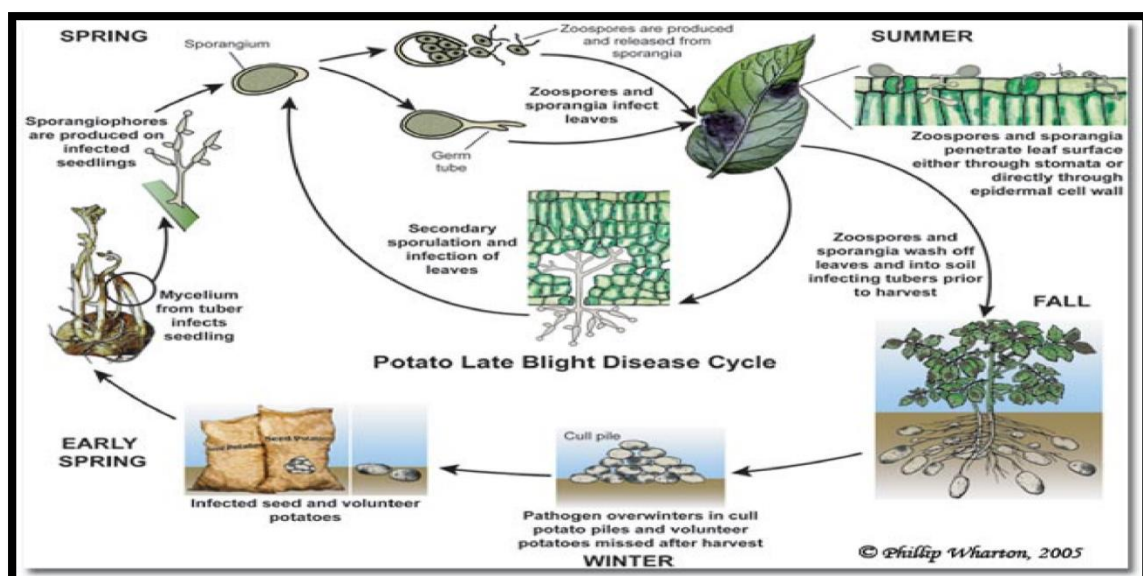 SPRING
Sporangium
Zoospores are produced
and released from
sporangia
SUMMER
Sporangiophores
are produced on
infected
seedlings
Zoospores and
sporangia infect
leaves
Germ
tube
Zoospores and sporangia
penetrate leaf surface
either through stomata or
directly through
epidermal cell wall
Secondary
sporulation and
infection of
leaves
Zoospores and
sporangia wash off
leaves and into soil
infecting tubers prior
to harvest
Mycelium
from tuber
infects
seedling
FALL
Potato Late Blight Disease Cycle
EARLY
SPRING
Seed Potatoes
Cull pile
Infected seed and volunteer
potatoes
Pathogen overwinters in cull
potato piles and volunteer
potatoes missed after harvest
WINTER
© Phillip Wharton, 2005